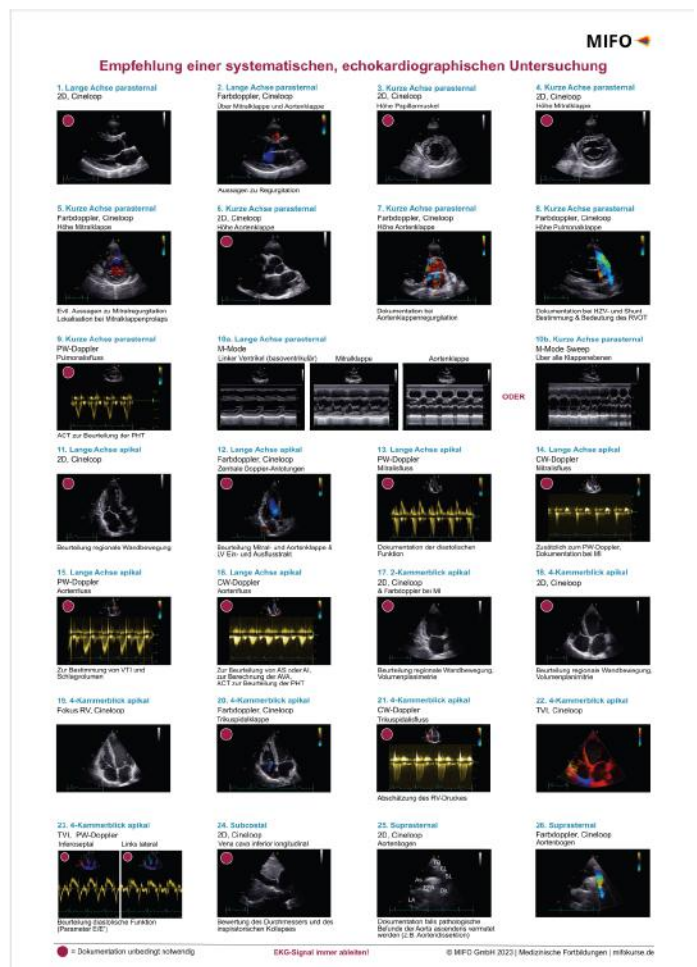 MIFO
Empfehlung einer systematischen, echokardiographischen Untersuchung
1. Lange Achse parasternal
2D, Cineloop
2. Lange Achse parasternal
Farbdoppler, Cineloop
Über Mitralklappe und Aortenklappe
Aussagen zu Regurgitation
3. Kurze Achse parasternal
2D, Cineloop
Höhe Papillarmuskel
4. Kurze Achse parasternal
2D, Cineloop
Höhe Mitralklappe
5. Kurze Achse parasternal
Farbdoppler, Cineloop
Höhe Mitralklappe
Evtl. Aussagen zu Mitralregurgitation
Lokalisation bei Mitralklappenprolaps
6. Kurze Achse parasternal
2D, Cineloop
Höhe Aortenklappe
7. Kurze Achse parasternal
Farbdoppler, Cineloop
Höhe Aortenklappe
Dokumentation bei
Aortenklappenregurgitation
8. Kurze Achse parasternal
Farbdoppler, Cineloop
Höhe Pulmonalklappe
Dokumentation bei HZV- und Shunt
Bestimmung & Bedeutung des RVOT
9. Kurze Achse parasternal
PW-Doppler
Pulmonalisfluss
ACT zur Beurteilung der PHT
10a. Lange Achse parasternal
M-Mode
Linker Ventrikel (basoventrikulär)
Mitralklappe
Aortenklappe
ODER
10b. Kurze Achse parasternal
M-Mode Sweep
Über alle Klappenebenen
11. Lange Achse apikal
2D, Cineloop
Beurteilung regionale Wandbewegung
12. Lange Achse apikal
Farbdoppler, Cineloop
Zentrale Doppler-Anlotungen
Beurteilung Mitral- und Aortenklappe &
LV Ein- und Ausflusstrakt
13. Lange Achse apikal
PW-Doppler
Mitralisfluss
Dokumentation der diastolischen
Funktion
14. Lange Achse apikal
CW-Doppler
Mitralisfluss
Zusätzlich zum PW-Doppler,
Dokumentation bei MI
15. Lange Achse apikal
PW-Doppler
Aortenfluss
Zur Bestimmung von VTI und
Schlagvolumen
16. Lange Achse apikal
CW-Doppler
Aortenfluss
Zur Beurteilung von AS oder AI,
zur Berechnung der AVA,
ACT zur Beurteilung der PHT
17. 2-Kammerblick apikal
2D, Cineloop
& Farbdoppler bei MI
Beurteilung regionale Wandbewegung,
Volumenplanimetrie
18. 4-Kammerblick apikal
2D, Cineloop
Beurteilung regionale Wandbewegung,
Volumenplanimitrie
19. 4-Kammerblick apikal
Fokus RV, Cineloop
20. 4-Kammerblick apikal
Farbdoppler, Cineloop
Trikuspidalklappe
21. 4-Kammerblick apikal
CW-Doppler
Trikuspidalisfluss
Abschätzung des RV-Druckes
22. 4-Kammerblick apikal
TVI, Cineloop
23. 4-Kammerblick apikal
TVI, PW-Doppler
Inferoseptal
Links lateral
Beurteilung diastolische Funktion
(Parameter E/E')
24. Subcostal
2D, Cineloop
Vena cava inferior longitudinal
Bewertung des Durchmessers und des
inspiratorischen Kollapses
25. Suprasternal
2D, Cineloop
Aortenbogen
Dokumentation falls pathologische
Befunde der Aorta assendens vermutet
werden (z.B. Aortendissektion)
26. Suprasternal
Farbdoppler, Cineloop
Aortenbogen
= Dokumentation unbedingt notwendig
EKG-Signal immer ableiten!
© MIFO GmbH 2023 | Medizinische Fortbildungen | mifokurse.de